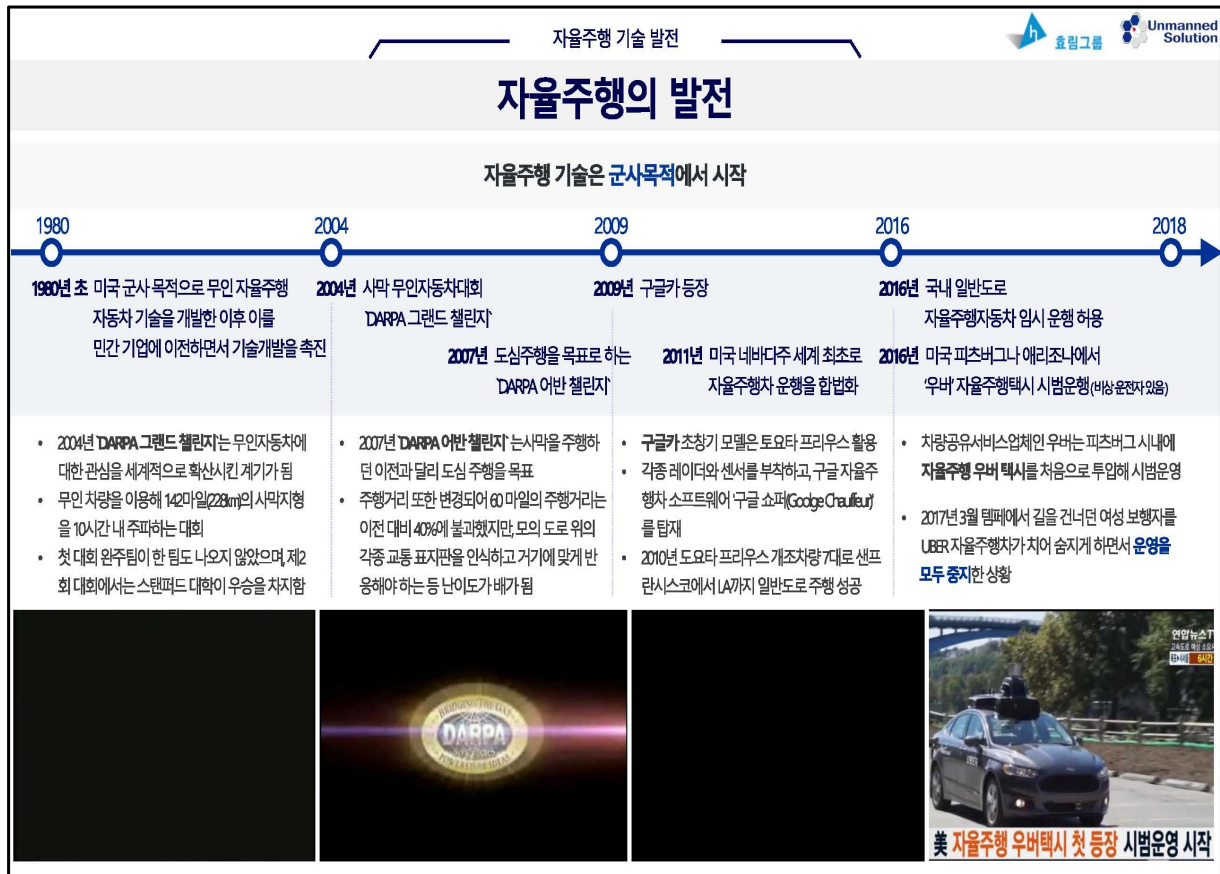 자율주행 기술 발전
효림그룹
Unmanned
Solution
자율주행의 발전
자율주행 기술은 군사목적에서 시작
1980
2004
2009
2016
2018
1980년 초 미국 군사 목적으로 무인 자율주행
자동차 기술을 개발한 이후 이를
민간 기업에 이전하면서 기술개발을 촉진
2004년 사막 무인자동차대회
'DARPA 그랜드 챌린지'
2007년 도심주행을 목표로 하는
'DARPA 어반 챌린지'
2009년 구글카 등장
2011년 미국 네바다주 세계 최초로
자율주행차 운행을 합법화
2016년 국내 일반도로
자율주행자동차 임시 운행 허용
2016년 미국 피츠버그나 애리조나에서
'우버' 자율주행택시 시범운행(비상 운전자 있음)
• 2004년 'DARPA 그랜드 챌린지'는 무인자동차에
대한 관심을 세계적으로 확산시킨 계기가 됨
• 무인 차량을 이용해 142마일(228km)의 사막지형
을 10시간 내 주파하는 대회
• 첫 대회 완주팀이 한 팀도 나오지 않았으며, 제2
회 대회에서는 스탠퍼드 대학이 우승을 차지함
• 2007년 'DARPA 어반 챌린지' 는 사막을 주행하
던 이전과 달리 도심 주행을 목표
• 주행거리 또한 변경되어 60 마일의 주행거리는
이전 대비 40%에 불과했지만, 모의 도로 위의
각종 교통 표지판을 인식하고 거기에 맞게 반
응해야 하는 등 난이도가 배가 됨
• 구글카 초창기 모델은 토요타 프리우스 활용
• 각종 레이더와 센서를 부착하고, 구글 자율주
행차 소프트웨어 '구글 쇼퍼(Goolge Chauffeur)'
를 탑재
• 2010년 도요타 프리우스 개조차량 7대로 샌프
란시스코에서 LA까지 일반도로 주행 성공
• 차량공유서비스업체인 우버는 피츠버그 시내에
자율주행 우버 택시를 처음으로 투입해 시범운영
• 2017년 3월 템페에서 길을 건너던 여성 보행자를
UBER 자율주행차가 치어 숨지게 하면서 운영을
모두 중지한 상황
BRIDGING THE GAP
DARPA
POWERED BY IDEAS
연합뉴스TV
6시간
UBER
美 자율주행 우버택시 첫 등장 시범운영 시작